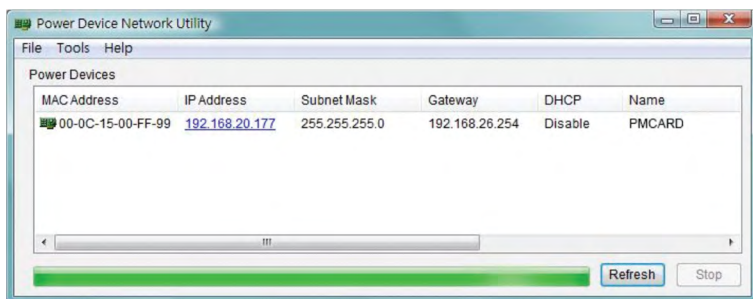 Power Device Network Utility
File Tools Help
Power Devices
MAC Address IP Address Subnet Mask Gateway DHCP Name
00-0C-15-00-FF-99 192.168.20.177 255.255.255.0 192.168.26.254 Disable PMCARD
Refresh Stop